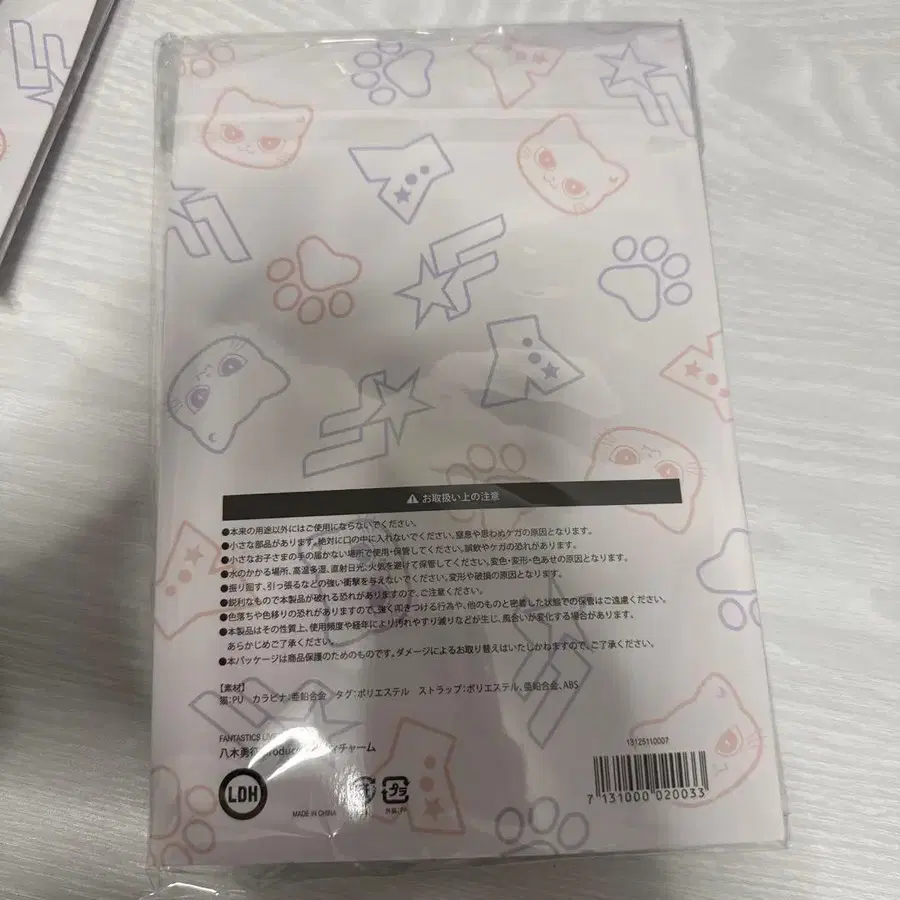 ⚠ お取扱い上の注意
●本来の用途以外にはご使用にならないでください。
●小さな部品があります。絶対に口の中に入れないでください。窒息や思わぬケガの原因となります。
●小さなお子さまの手の届かない場所で使用・保管してください。誤飲やケガの恐れがあります。
●水のかかる場所、高温多湿、直射日光、火気を避けて保管してください。変色・変形・色あせの原因となります。
●振り回す、引っ張るなどの強い衝撃を与えないでください。変形や破損の原因となります。
●鋭利なもので本製品が破れる恐れがありますので、ご注意ください。
●色落ちや色移りの恐れがありますので、強く叩きつける行為や、他のものと密着した状態での保管はご遠慮ください。
●本製品はその性質上、使用頻度や経年により汚れやすり減りなどが生じ、風合いが変化する場合があります。
あらかじめご了承ください。
●本パッケージは商品保護のためのものです。ダメージによるお取り替えはいたしかねますので、ご了承ください。
【素材】
猫:PU カラビナ:亜鉛合金 タグ:ポリエステル ストラップ:ポリエステル、亜鉛合金、ABS
FANTASTICS LIVE
八木勇征 チャーム
13125110007
LDH
MADE IN CHINA
プラ
7 131000 020033